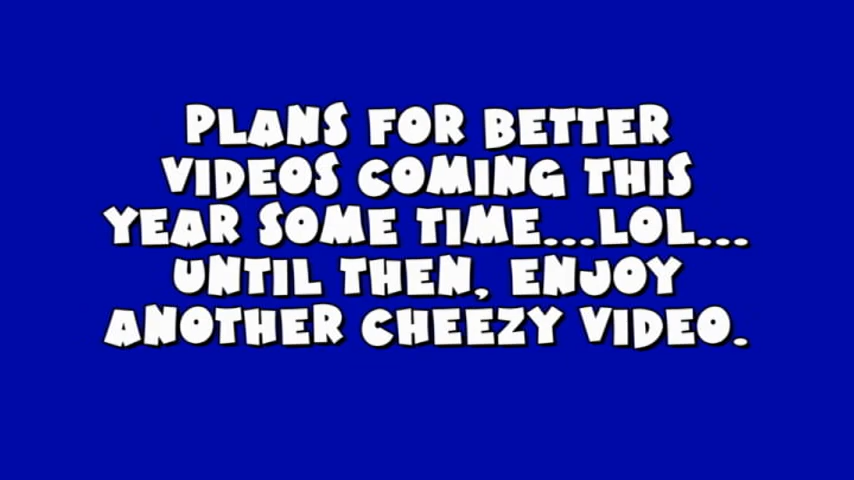 PLANS FOR BETTER
VIDEOS COMING THIS
YEAR SOME TIME...LOL...
UNTIL THEN, ENJOY
ANOTHER CHEEZY VIDEO.